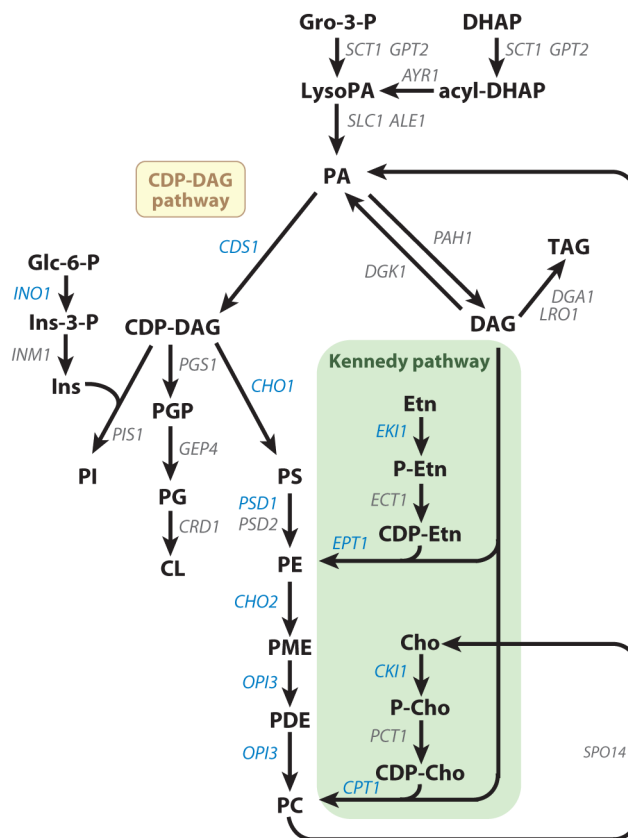 Gro-3-P DHAP
SCT1 GPT2 SCT1 GPT2
AYR1
LysoPA acyl-DHAP
SLC1 ALE1
CDP-DAG
pathway
PA
CDS1
PAH1
DGK1
TAG
Glc-6-P
INO1
Ins-3-P
CDP-DAG
DAG
DGA1
LRO1
INM1
Ins
PGS1
CHO1
Kennedy pathway
PGP
Etn
PIS1
GEP4
EKI1
PI
PS
P-Etn
PG
PSD1
PSD2
ECT1
CRD1
CDP-Etn
CL
PE
EPT1
CHO2
PME
Cho
OPI3
CKI1
PDE
P-Cho
OPI3
PCT1
SPO14
CDP-Cho
CPT1
PC